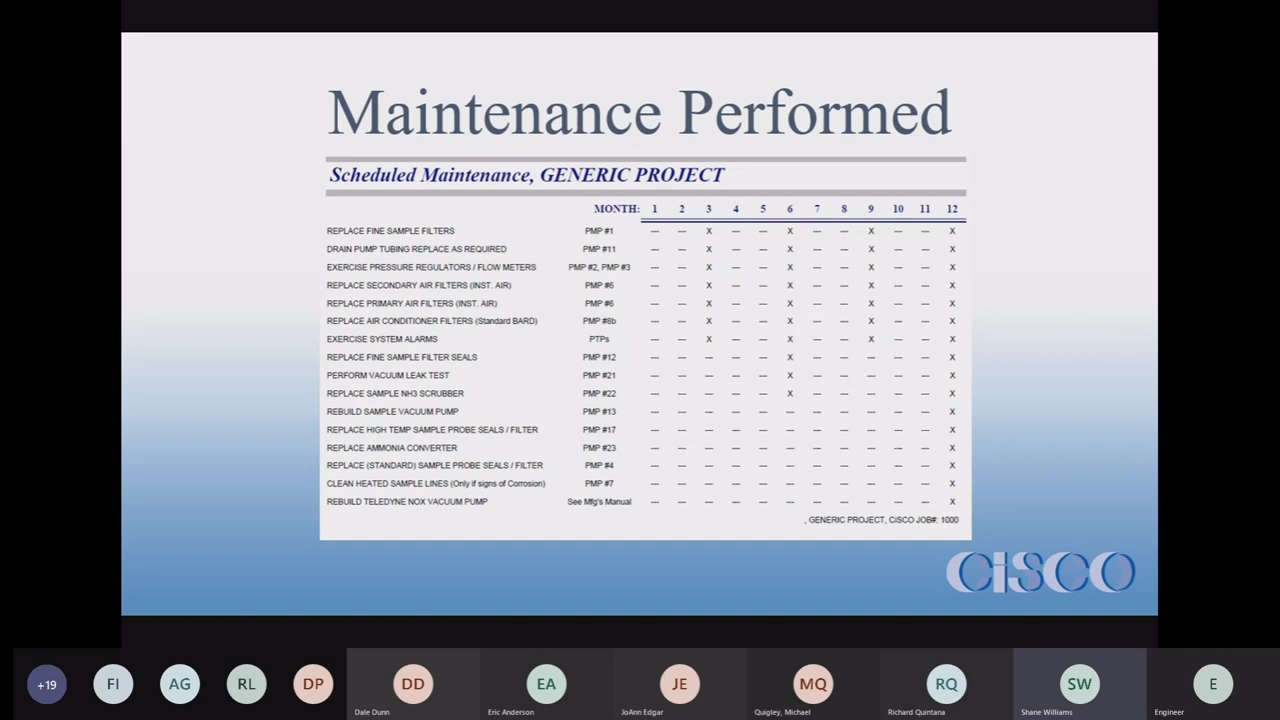 Maintenance Performed
Scheduled Maintenance, GENERIC PROJECT
MONTH: 1 2 3 4 5 6 7 8 9 10 11 12
REPLACE FINE SAMPLE FILTERS PMP #1 — — X — — X — — X — — X
DRAIN PUMP TUBING REPLACE AS REQUIRED PMP #11 — — X — — X — — X — — X
EXERCISE PRESSURE REGULATORS / FLOW METERS PMP #2, PMP #3 — — X — — X — — X — — X
REPLACE SECONDARY AIR FILTERS (INST. AIR) PMP #6 — — X — — X — — X — — X
REPLACE PRIMARY AIR FILTERS (INST. AIR) PMP #6 — — X — — X — — X — — X
REPLACE AIR CONDITIONER FILTERS (Standard BARD) PMP #8b — — X — — X — — X — — X
EXERCISE SYSTEM ALARMS PTPs — — X — — X — — X — — X
REPLACE FINE SAMPLE FILTER SEALS PMP #12 — — — — — X — — — — — X
PERFORM VACUUM LEAK TEST PMP #21 — — — — — X — — — — — X
REPLACE SAMPLE NH3 SCRUBBER PMP #22 — — — — — X — — — — — X
REBUILD SAMPLE VACUUM PUMP PMP #13 — — — — — — — — — — — X
REPLACE HIGH TEMP SAMPLE PROBE SEALS / FILTER PMP #17 — — — — — — — — — — — X
REPLACE AMMONIA CONVERTER PMP #23 — — — — — — — — — — — X
REPLACE (STANDARD) SAMPLE PROBE SEALS / FILTER PMP #4 — — — — — — — — — — — X
CLEAN HEATED SAMPLE LINES (Only if signs of Corrosion) PMP #7 — — — — — — — — — — — X
REBUILD TELEDYNE NOX VACUUM PUMP See Mfg's Manual — — — — — — — — — — — X
, GENERIC PROJECT, CiSCO JOB#: 1000
CiSCO
+19 FI AG RL DP DD EA JE MQ RQ SW E
Dale Dunn Eric Anderson JoAnn Edgar Quigley, Michael Richard Quintana Shane Williams Engineer